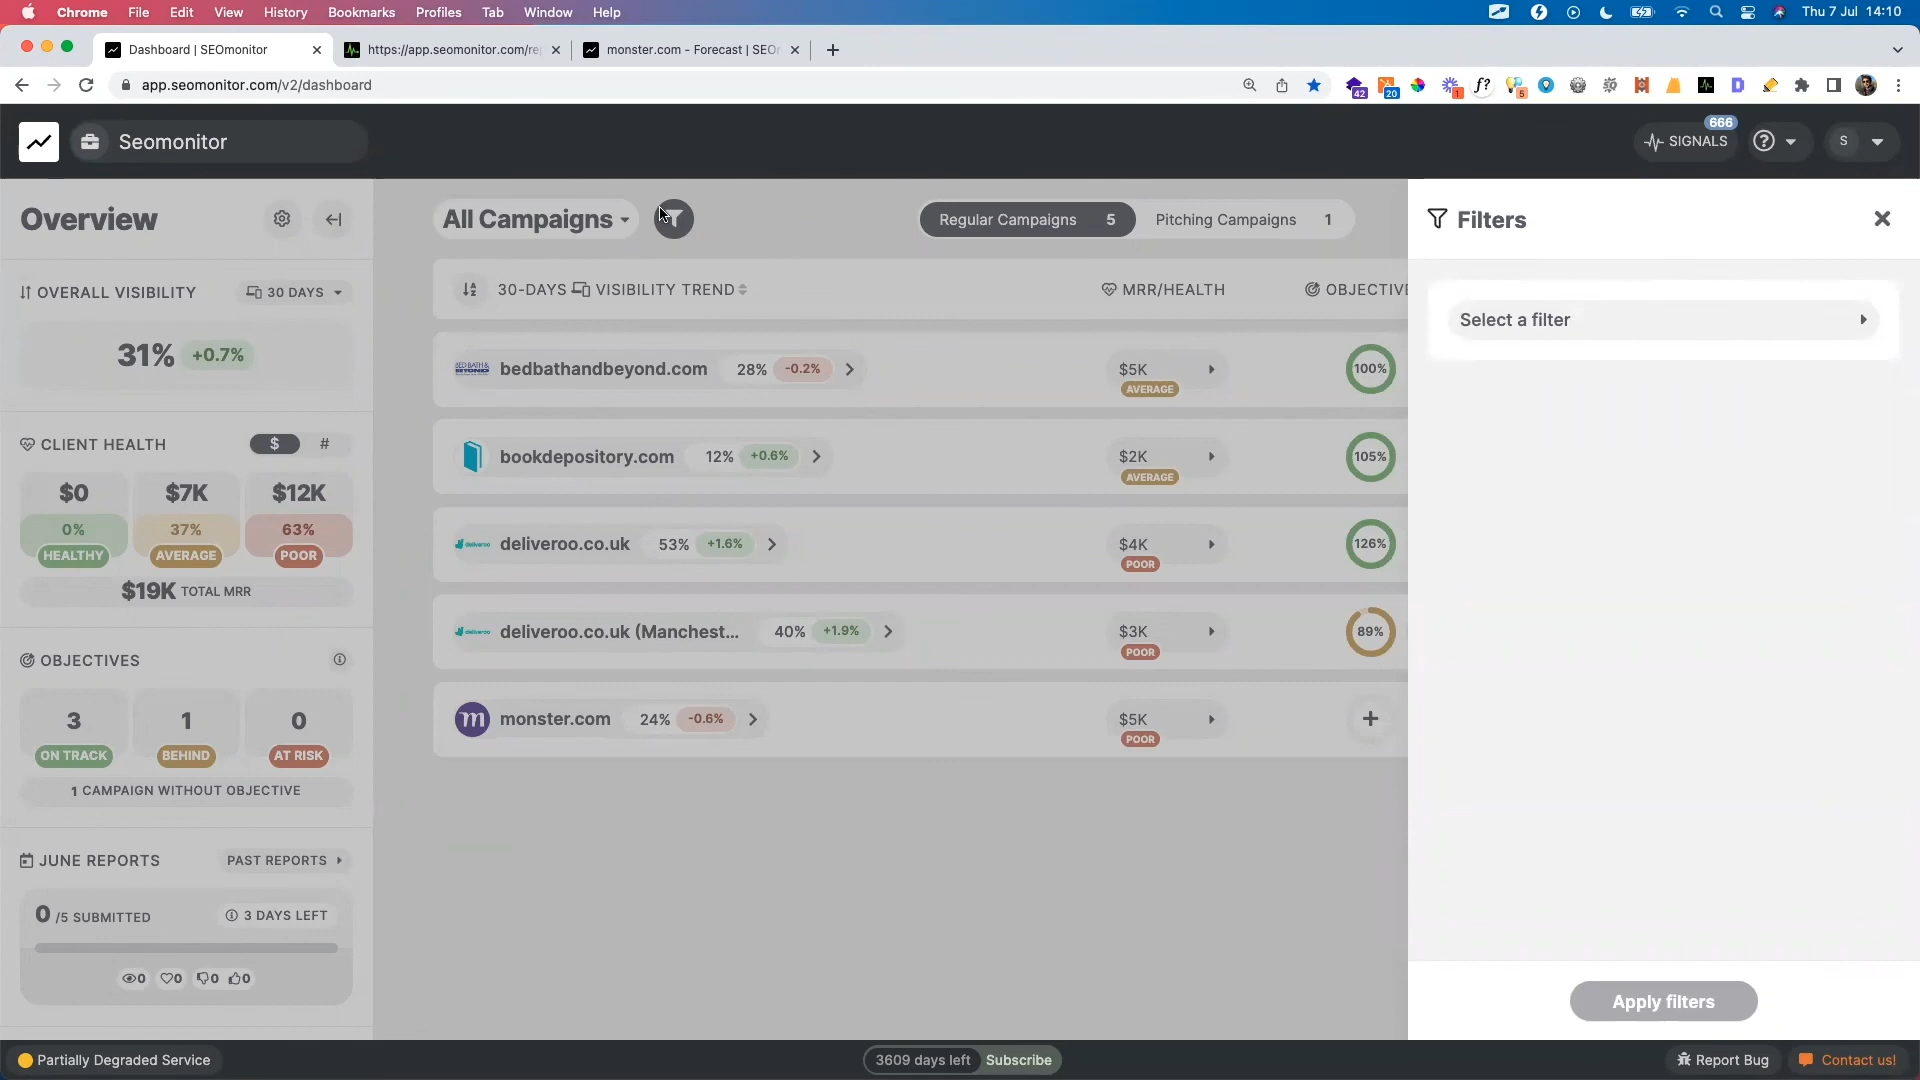 Chrome File Edit View History Bookmarks Profiles Tab Window Help Thu 7 Jul 14:10
Dashboard | SEOmonitor https://app.seomonitor.com/re monster.com - Forecast | SEO
app.seomonitor.com/v2/dashboard 42 20 1 f? 5
Seomonitor 666 SIGNALS ? S
Overview All Campaigns Regular Campaigns 5 Pitching Campaigns 1 Filters
OVERALL VISIBILITY 30 DAYS 30-DAYS VISIBILITY TREND MRR/HEALTH OBJECTIVE
Select a filter
31% +0.7%
bedbathandbeyond.com 28% -0.2% $5K AVERAGE 100%
CLIENT HEALTH $ #
bookdepository.com 12% +0.6% $2K AVERAGE 105%
$0 $7K $12K
0% 37% 63%
HEALTHY AVERAGE POOR
deliveroo.co.uk 53% +1.6% $4K POOR 126%
$19K TOTAL MRR
deliveroo.co.uk (Manchest... 40% +1.9% $3K POOR 89%
OBJECTIVES
3 1 0
monster.com 24% -0.6% $5K POOR
ON TRACK BEHIND AT RISK
1 CAMPAIGN WITHOUT OBJECTIVE
JUNE REPORTS PAST REPORTS
0 /5 SUBMITTED 3 DAYS LEFT
0 0 0 0
Apply filters
Partially Degraded Service 3609 days left Subscribe Report Bug Contact us!